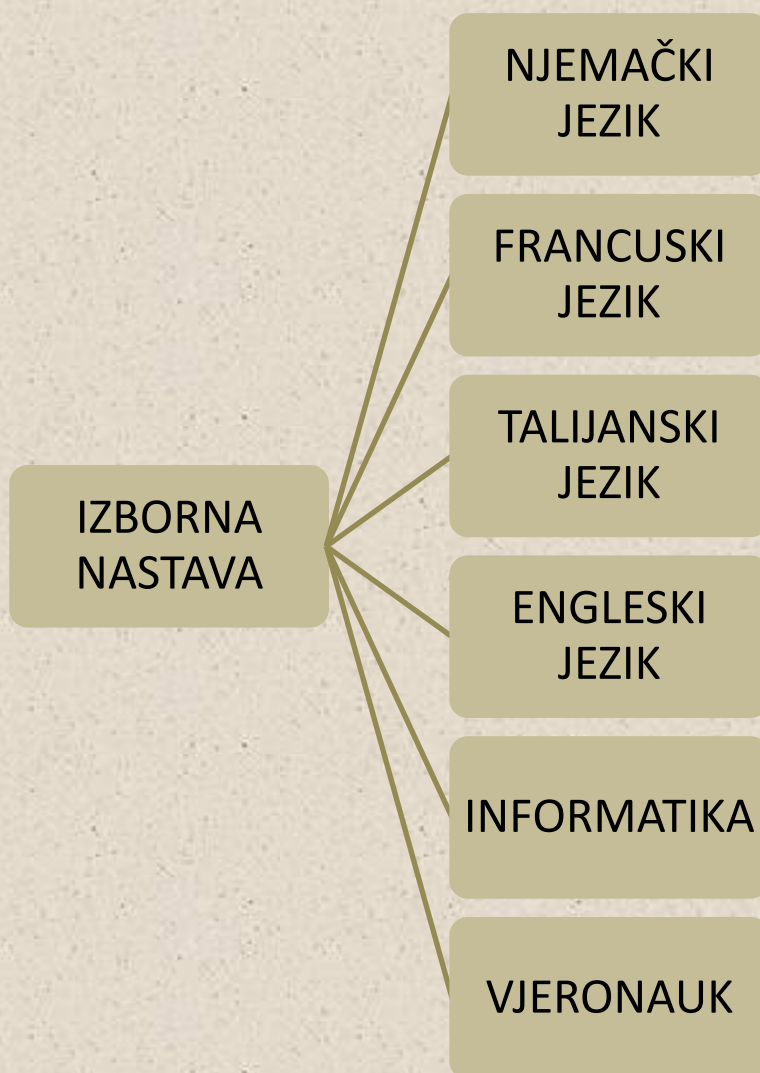 NJEMAČKI
JEZIK
FRANCUSKI
JEZIK
TALIJANSKI
JEZIK
IZBORNA
NASTAVA
ENGLESKI
JEZIK
INFORMATIKA
VJERONAUK